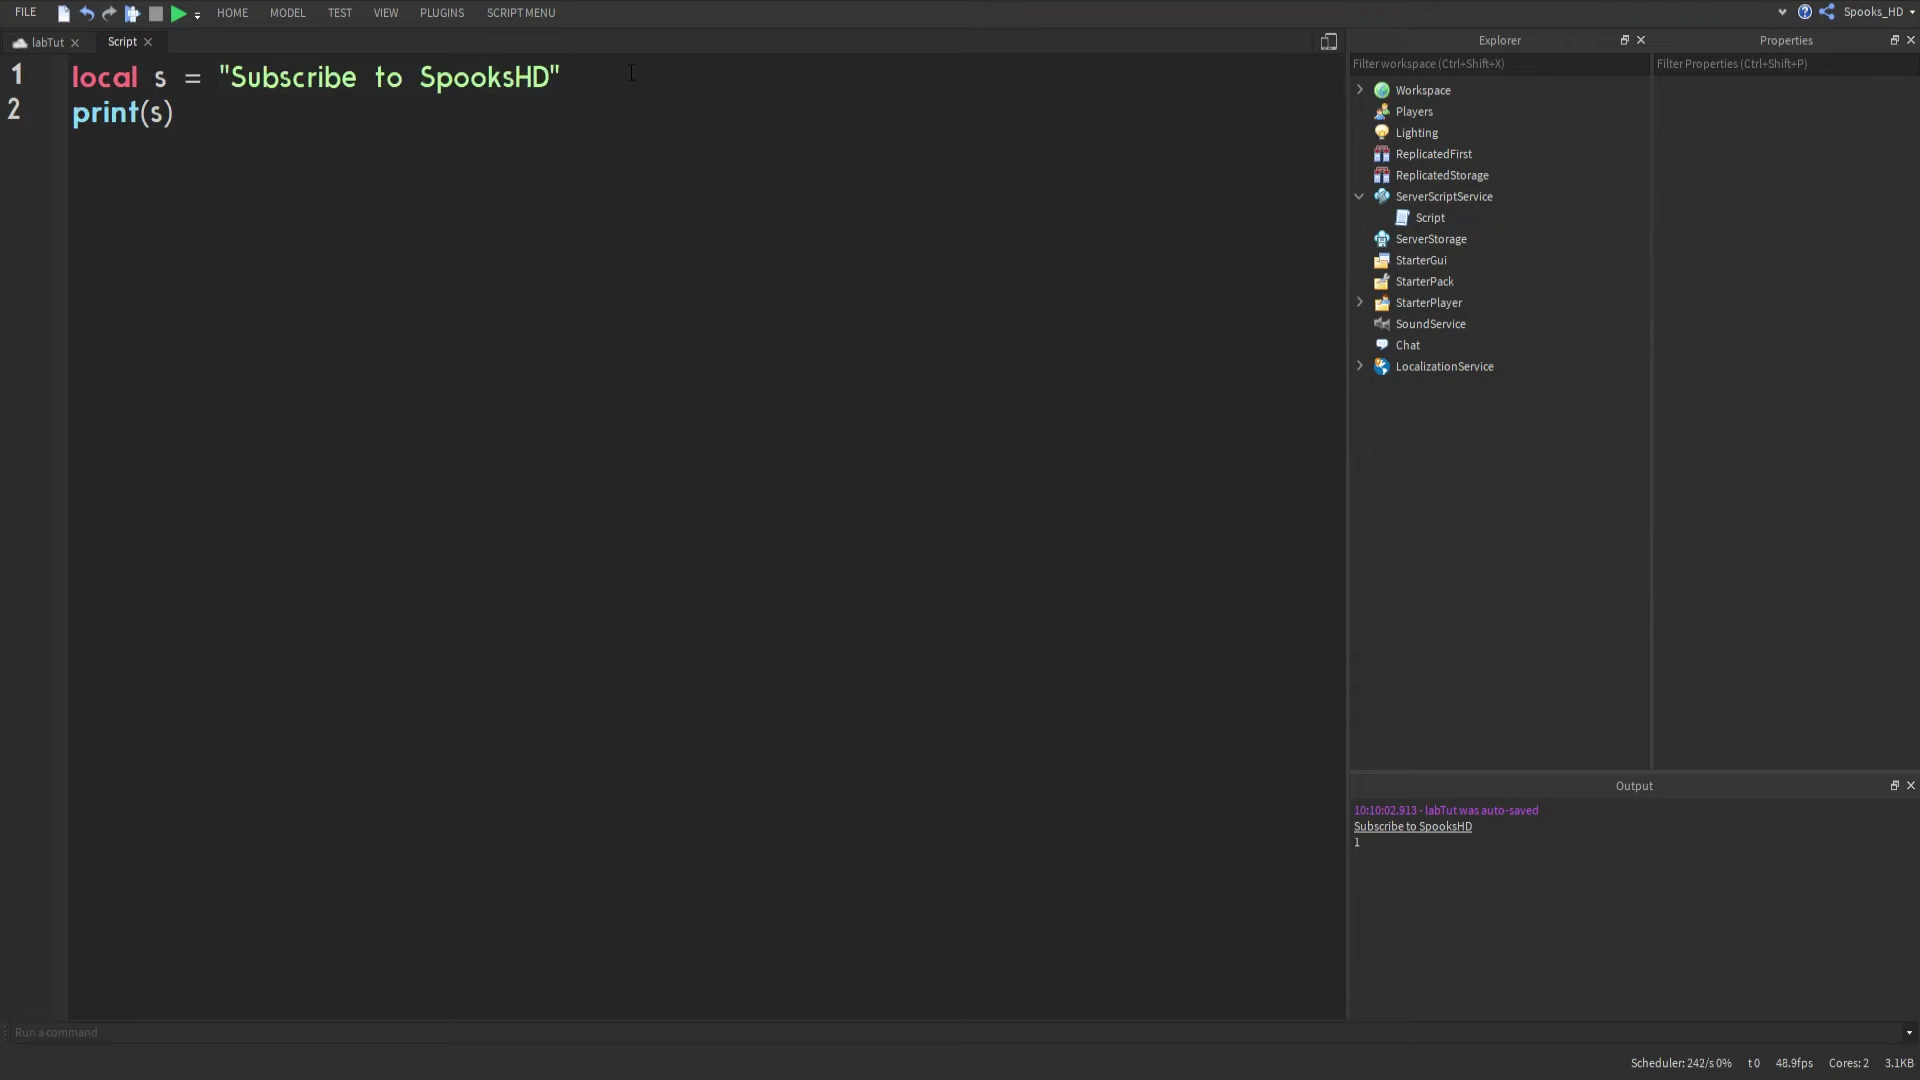 FILE HOME MODEL TEST VIEW PLUGINS SCRIPT MENU Spooks_HD
labTut Script
1 local s = "Subscribe to SpooksHD"
2 print(s)
Explorer
Filter workspace (Ctrl+Shift+X)
Workspace
Players
Lighting
ReplicatedFirst
ReplicatedStorage
ServerScriptService
Script
ServerStorage
StarterGui
StarterPack
StarterPlayer
SoundService
Chat
LocalizationService
Properties
Filter Properties (Ctrl+Shift+P)
Output
10:10:02.913 - labTut was auto-saved
Subscribe to SpooksHD
1
Run a command
Scheduler: 242/s 0% t 0 48.9fps Cores: 2 3.1KB